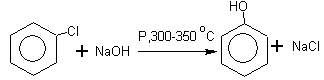 HO
Cl
P,300-350 °C
+ NaOH
+ NaCl